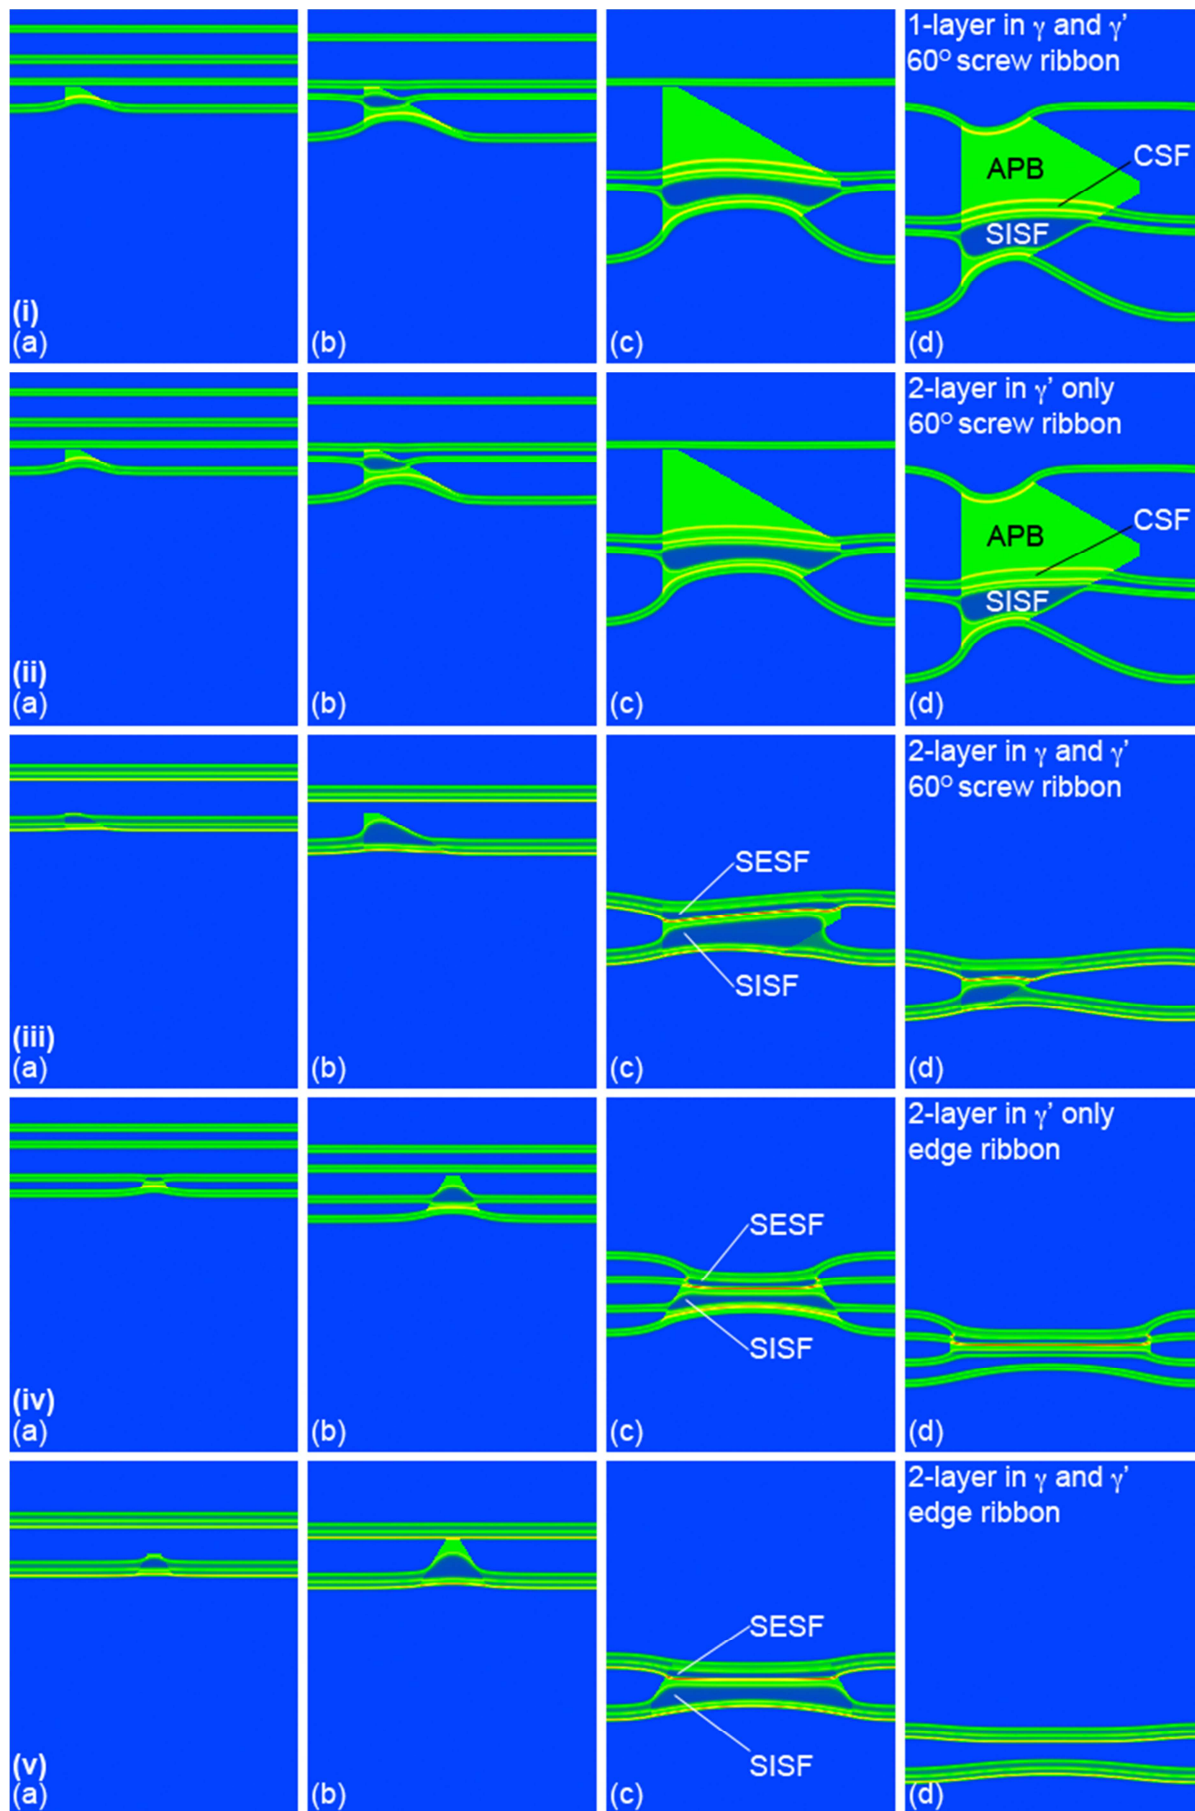 1-layer in γ and γ’
60° screw ribbon
CSF
APB
SISF
(i)
(a)
(b)
(c)
(d)
2-layer in γ’ only
60° screw ribbon
CSF
APB
SISF
(ii)
(a)
(b)
(c)
(d)
2-layer in γ and γ’
60° screw ribbon
SESF
SISF
(iii)
(a)
(b)
(c)
(d)
2-layer in γ’ only
edge ribbon
SESF
SISF
(iv)
(a)
(b)
(c)
(d)
2-layer in γ and γ’
edge ribbon
SESF
SISF
(v)
(a)
(b)
(c)
(d)